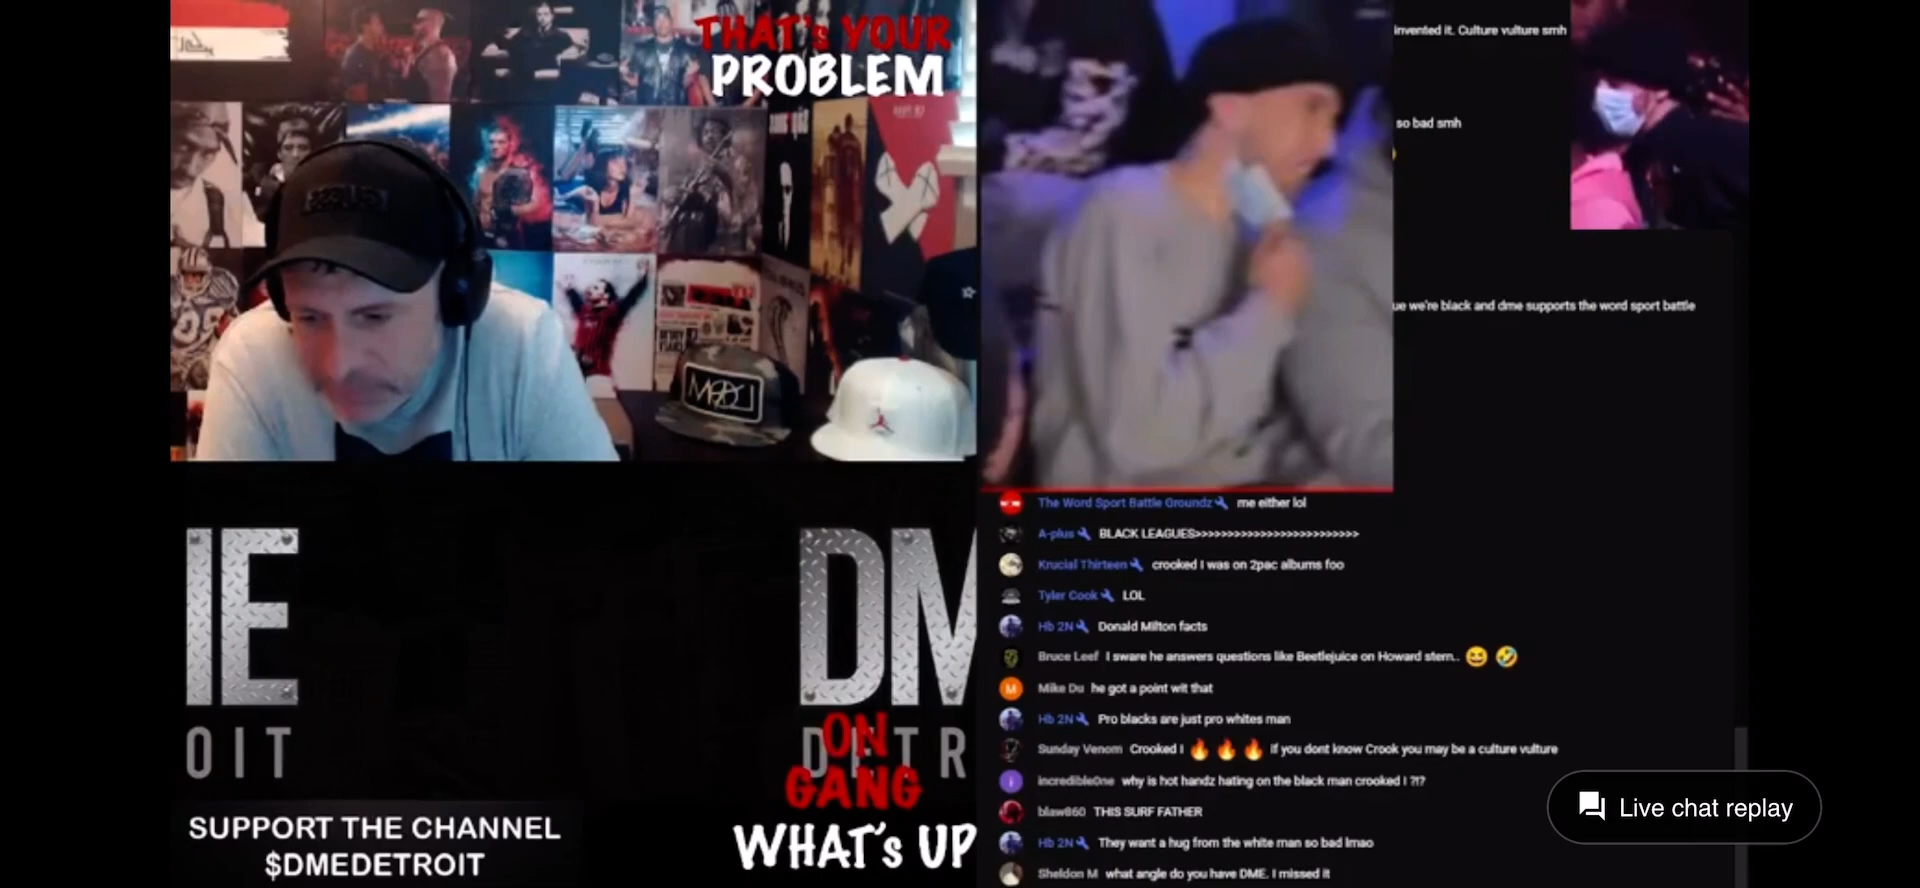 THAT's YOUR
PROBLEM
invented it. Culture vulture smh
so bad smh
ue we're black and dme supports the word sport battle
The Word Sport Battle Groundz me either lol
A-plus BLACK LEAGUES>>>>>>>>>>>>>>>>>>>>>>>>>
Krucial Thirteen crooked I was on 2pac albums foo
Tyler Cook LOL
Hb 2N Donald Milton facts
Bruce Leef I sware he answers questions like Beetlejuice on Howard stern.. 😆 🤣
M Mike Du he got a point wit that
Hb 2N Pro blacks are just pro whites man
Sunday Venom Crooked I 🔥 🔥 🔥 If you dont know Crook you may be a culture vulture
i incredibleOne why is hot handz hating on the black man crooked I ?!?
blaw860 THIS SURF FATHER
Hb 2N They want a hug from the white man so bad lmao
Sheldon M what angle do you have DME. I missed it
Live chat replay
IE
OIT
DM
DETR
ON
GANG
WHAT's UP
SUPPORT THE CHANNEL
$DMEDETROIT